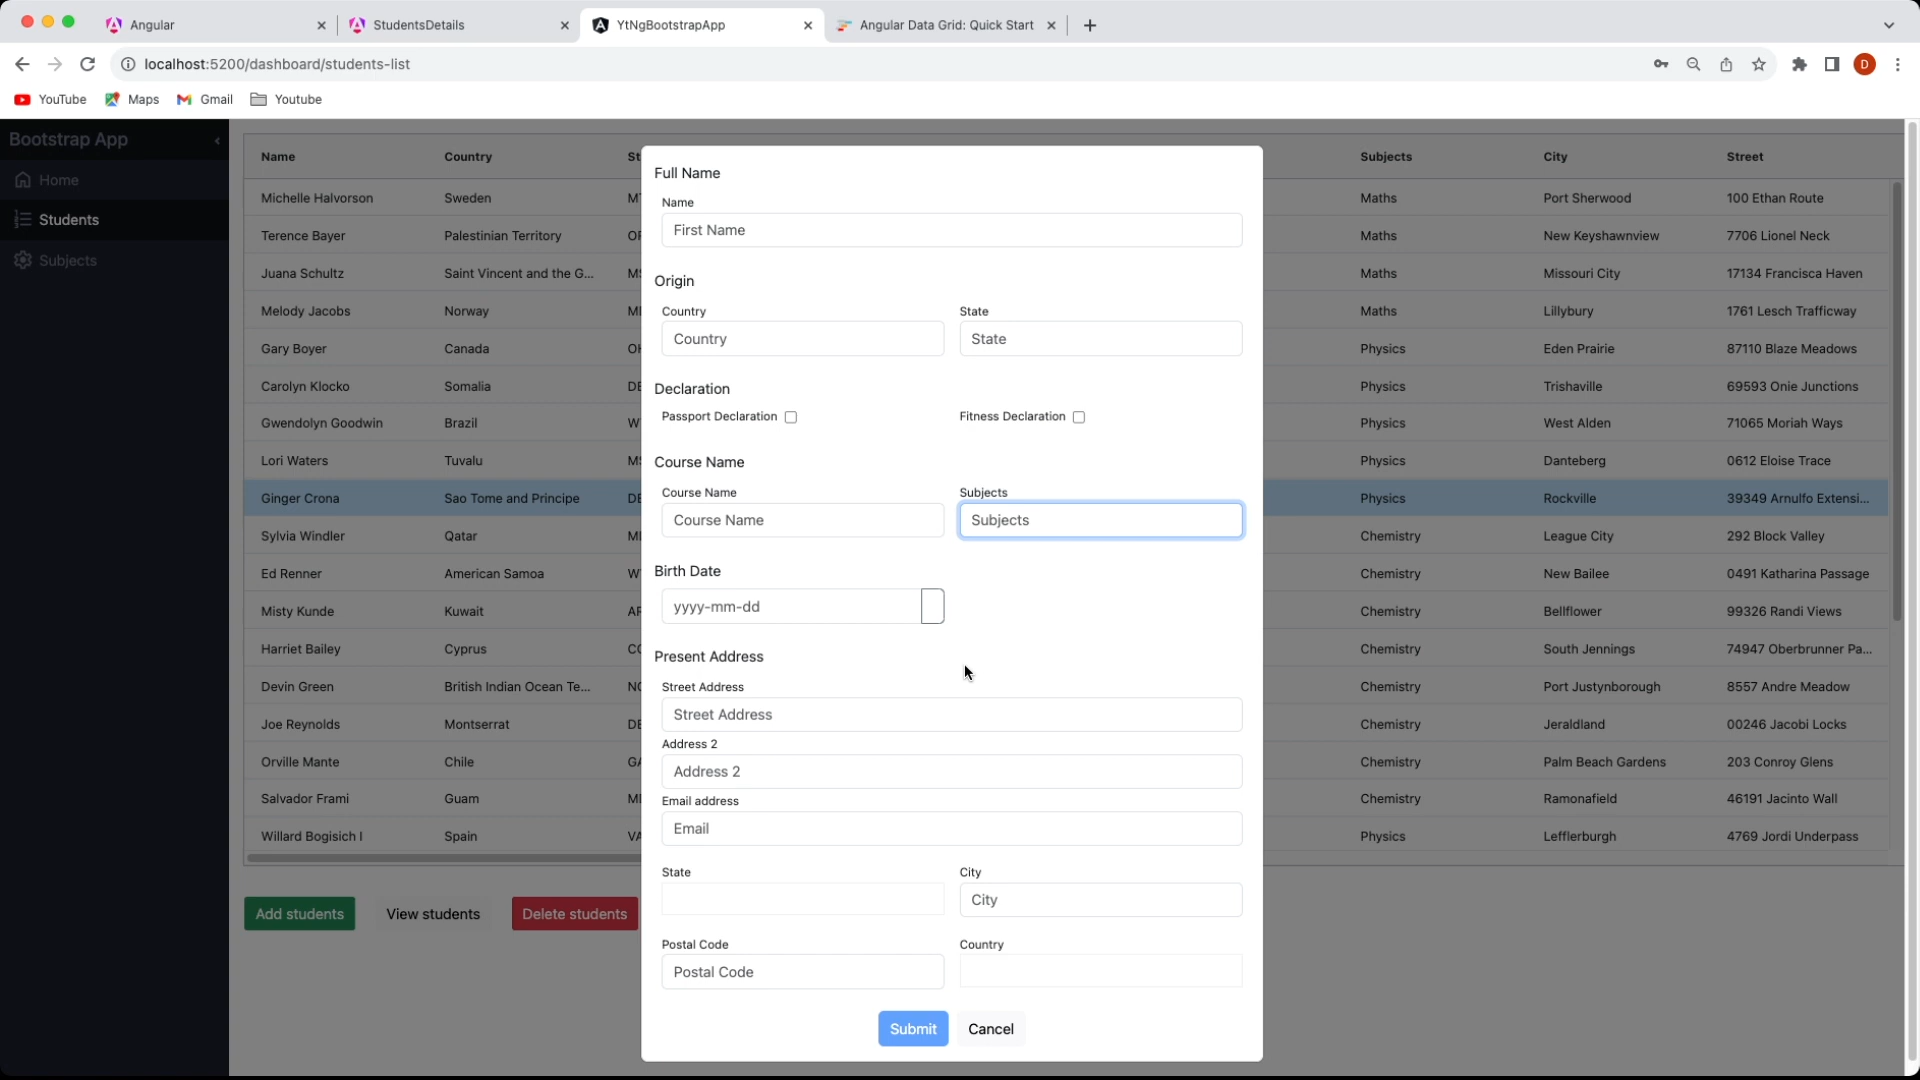 Angular
StudentsDetails
YtNgBootstrapApp
Angular Data Grid: Quick Start
localhost:5200/dashboard/students-list
D
YouTube
Maps
Gmail
Youtube
Bootstrap App
Home
Students
Subjects
Name Country St Subjects City Street
Michelle Halvorson Sweden MT Maths Port Sherwood 100 Ethan Route
Terence Bayer Palestinian Territory OR Maths New Keyshawnview 7706 Lionel Neck
Juana Schultz Saint Vincent and the G... MS Maths Missouri City 17134 Francisca Haven
Melody Jacobs Norway Maths Lillybury 1761 Lesch Trafficway
Gary Boyer Canada OH Physics Eden Prairie 87110 Blaze Meadows
Carolyn Klocko Somalia DE Physics Trishaville 69593 Onie Junctions
Gwendolyn Goodwin Brazil Physics West Alden 71065 Moriah Ways
Lori Waters Tuvalu MS Physics Danteberg 0612 Eloise Trace
Ginger Crona Sao Tome and Principe DE Physics Rockville 39349 Arnulfo Extensi...
Sylvia Windler Qatar Chemistry League City 292 Block Valley
Ed Renner American Samoa Chemistry New Bailee 0491 Katharina Passage
Misty Kunde Kuwait AR Chemistry Bellflower 99326 Randi Views
Harriet Bailey Cyprus Chemistry South Jennings 74947 Oberbrunner Pa...
Devin Green British Indian Ocean Te... Chemistry Port Justynborough 8557 Andre Meadow
Joe Reynolds Montserrat DE Chemistry Jeraldland 00246 Jacobi Locks
Orville Mante Chile GA Chemistry Palm Beach Gardens 203 Conroy Glens
Salvador Frami Guam Chemistry Ramonafield 46191 Jacinto Wall
Willard Bogisich I Spain VA Physics Lefflerburgh 4769 Jordi Underpass
Add students
View students
Delete students
Full Name
Name
First Name
Origin
Country State
Country State
Declaration
Passport Declaration Fitness Declaration
Course Name
Course Name Subjects
Course Name Subjects
Birth Date
yyyy-mm-dd
Present Address
Street Address
Street Address
Address 2
Address 2
Email address
Email
State City
City
Postal Code Country
Postal Code
Submit Cancel